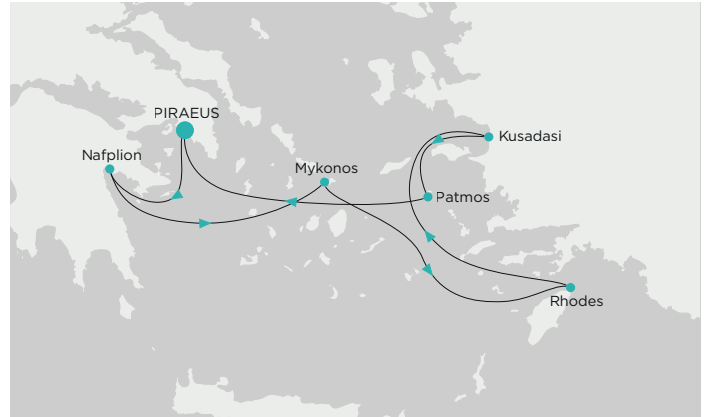 PIRAEUS
Kusadasi
Nafplion
Mykonos
Patmos
Rhodes